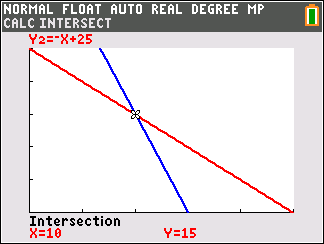 NORMAL FLOAT AUTO REAL DEGREE MP
CALC INTERSECT
Y₂=⁻X+25
Intersection
X=10 Y=15